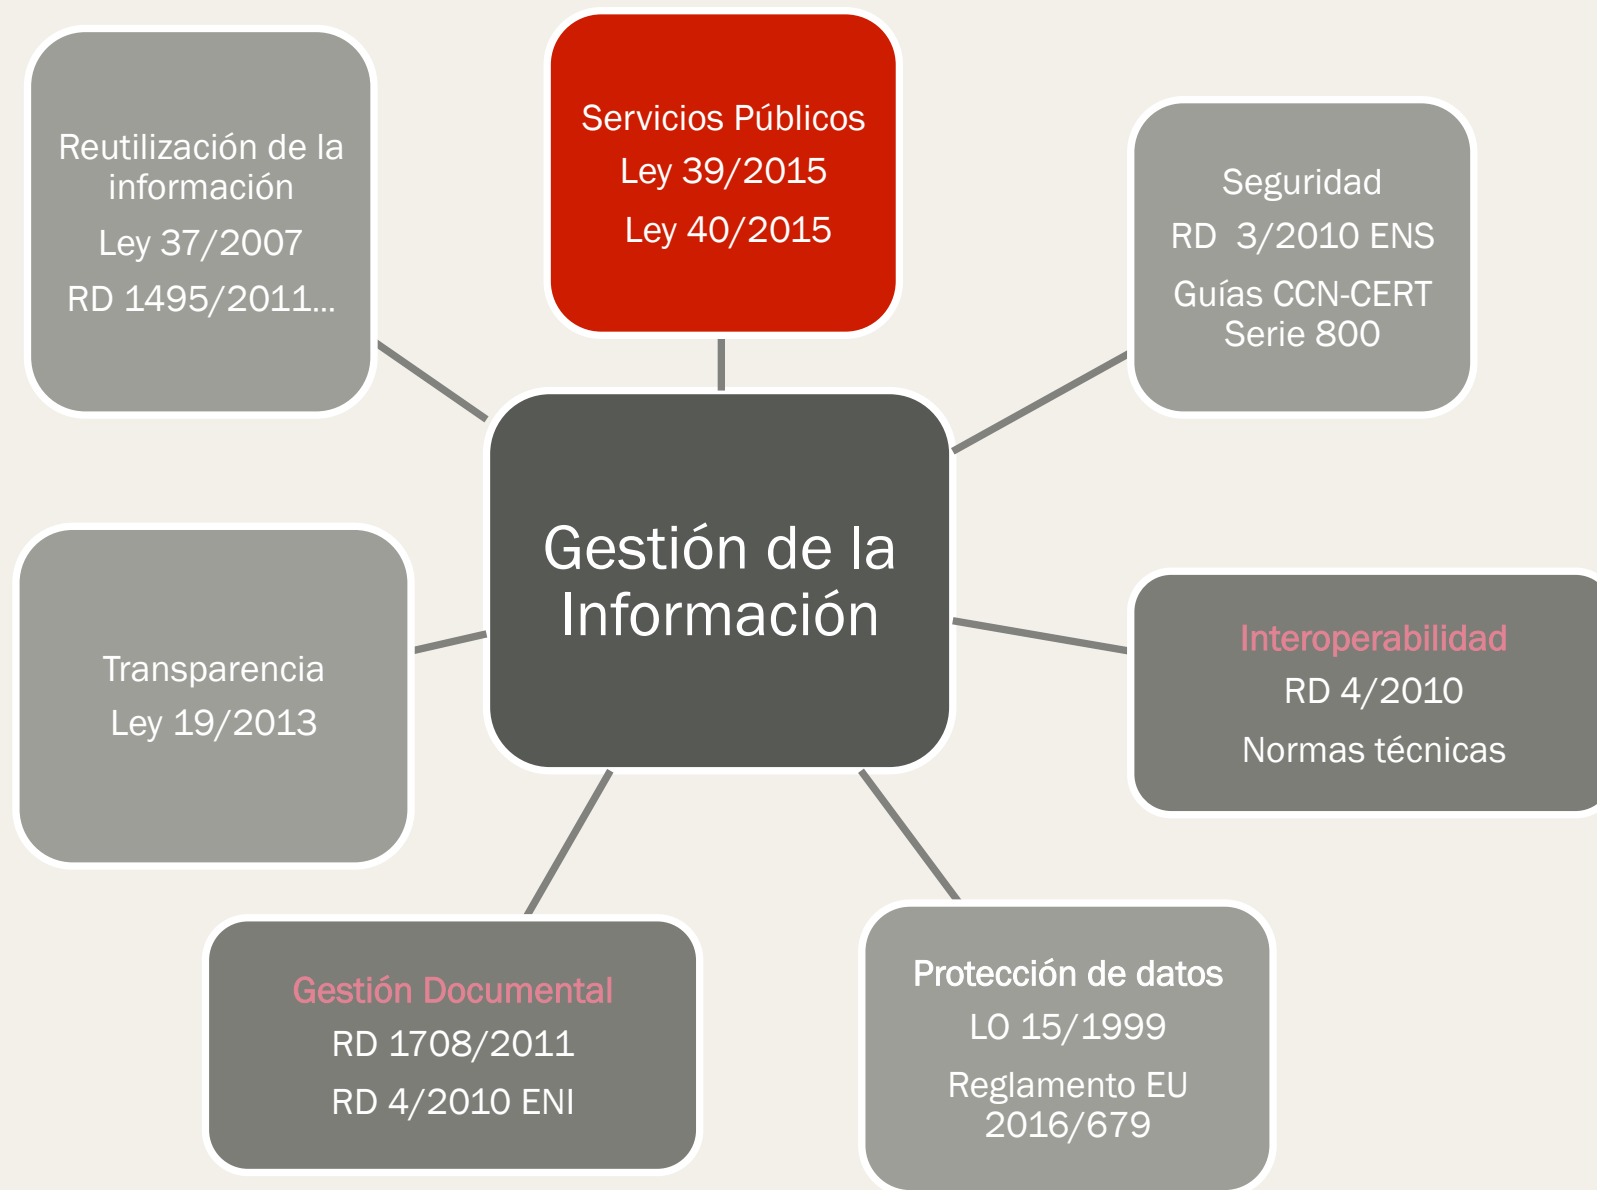 Reutilización de la
información
Ley 37/2007
RD 1495/2011...
Servicios Públicos
Ley 39/2015
Ley 40/2015
Seguridad
RD  3/2010 ENS
Guías CCN-CERT
Serie 800
Gestión de la
Información
Transparencia
Ley 19/2013
Interoperabilidad
RD 4/2010
Normas técnicas
Gestión Documental
RD 1708/2011
RD 4/2010 ENI
Protección de datos
LO 15/1999
Reglamento EU
2016/679